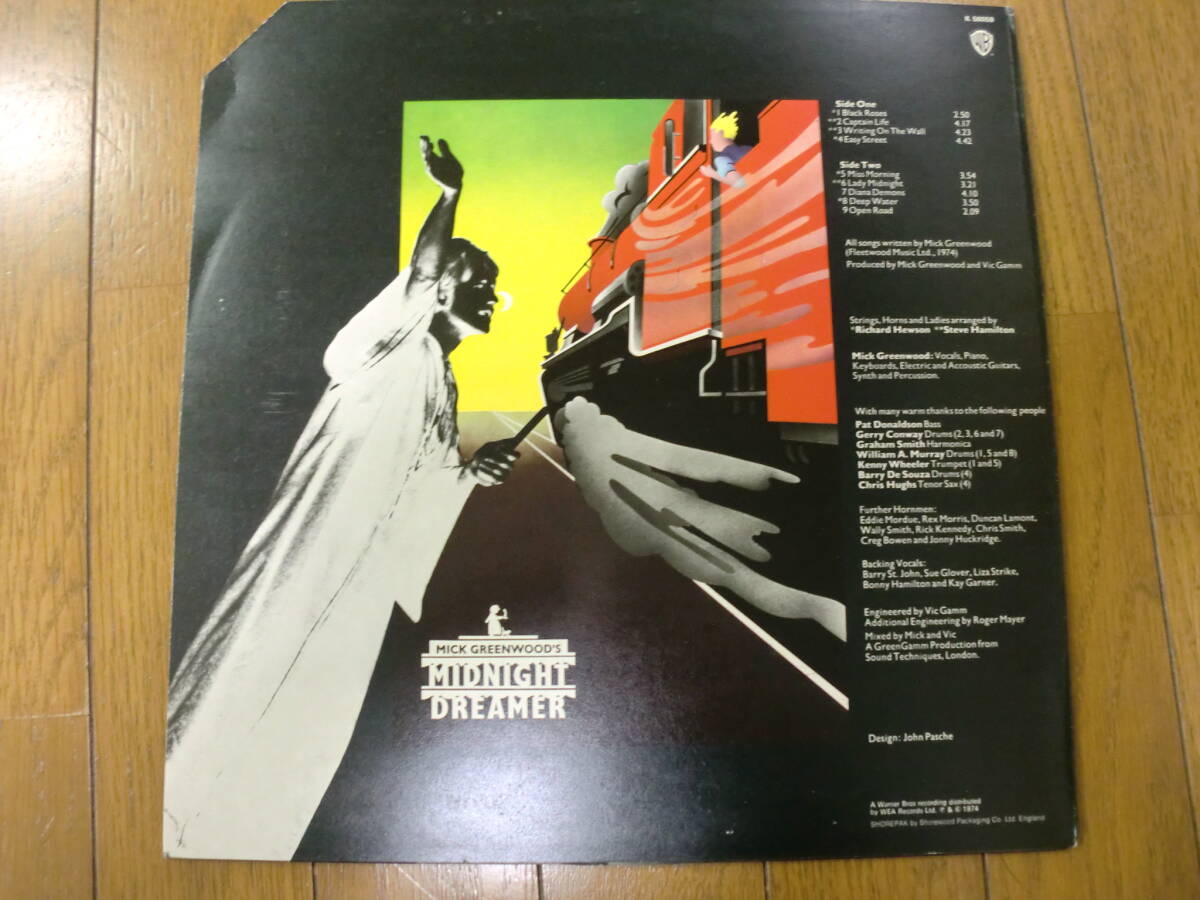 K 56059
WB
Side One
*1 Black Roses 2.50
**2 Captain Life 4.17
**3 Writing On The Wall 4.23
*4 Easy Street 4.42
Side Two
*5 Miss Morning 3.54
**6 Lady Midnight 3.21
7 Diana Demons 4.10
*8 Deep Water 3.50
9 Open Road 2.09
All songs written by Mick Greenwood
(Fleetwood Music Ltd., 1974)
Produced by Mick Greenwood and Vic Gamm
Strings, Horns and Ladies arranged by
*Richard Hewson **Steve Hamilton
Mick Greenwood: Vocals, Piano,
Keyboards, Electric and Accoustic Guitars,
Synth and Percussion.
With many warm thanks to the following people
Pat Donaldson Bass
Gerry Conway Drums (2, 3, 6 and 7)
Graham Smith Harmonica
William A. Murray Drums (1, 5 and 8)
Kenny Wheeler Trumpet (1 and 5)
Barry De Souza Drums (4)
Chris Hughs Tenor Sax (4)
Further Hornmen:
Eddie Mordue, Rex Morris, Duncan Lamont,
Wally Smith, Rick Kennedy, Chris Smith,
Creg Bowen and Jonny Huckridge.
Backing Vocals:
Barry St. John, Sue Glover, Liza Strike,
Bonny Hamilton and Kay Garner.
Engineered by Vic Gamm
Additional Engineering by Roger Mayer
Mixed by Mick and Vic
A GreenGamm Production from
Sound Techniques, London.
MICK GREENWOOD'S
MIDNIGHT
DREAMER
Design: John Pasche
A Warner Bros recording distributed
by WEA Records Ltd. ℗ & © 1974
SHOREPAK by Shorewood Packaging Co. Ltd. England